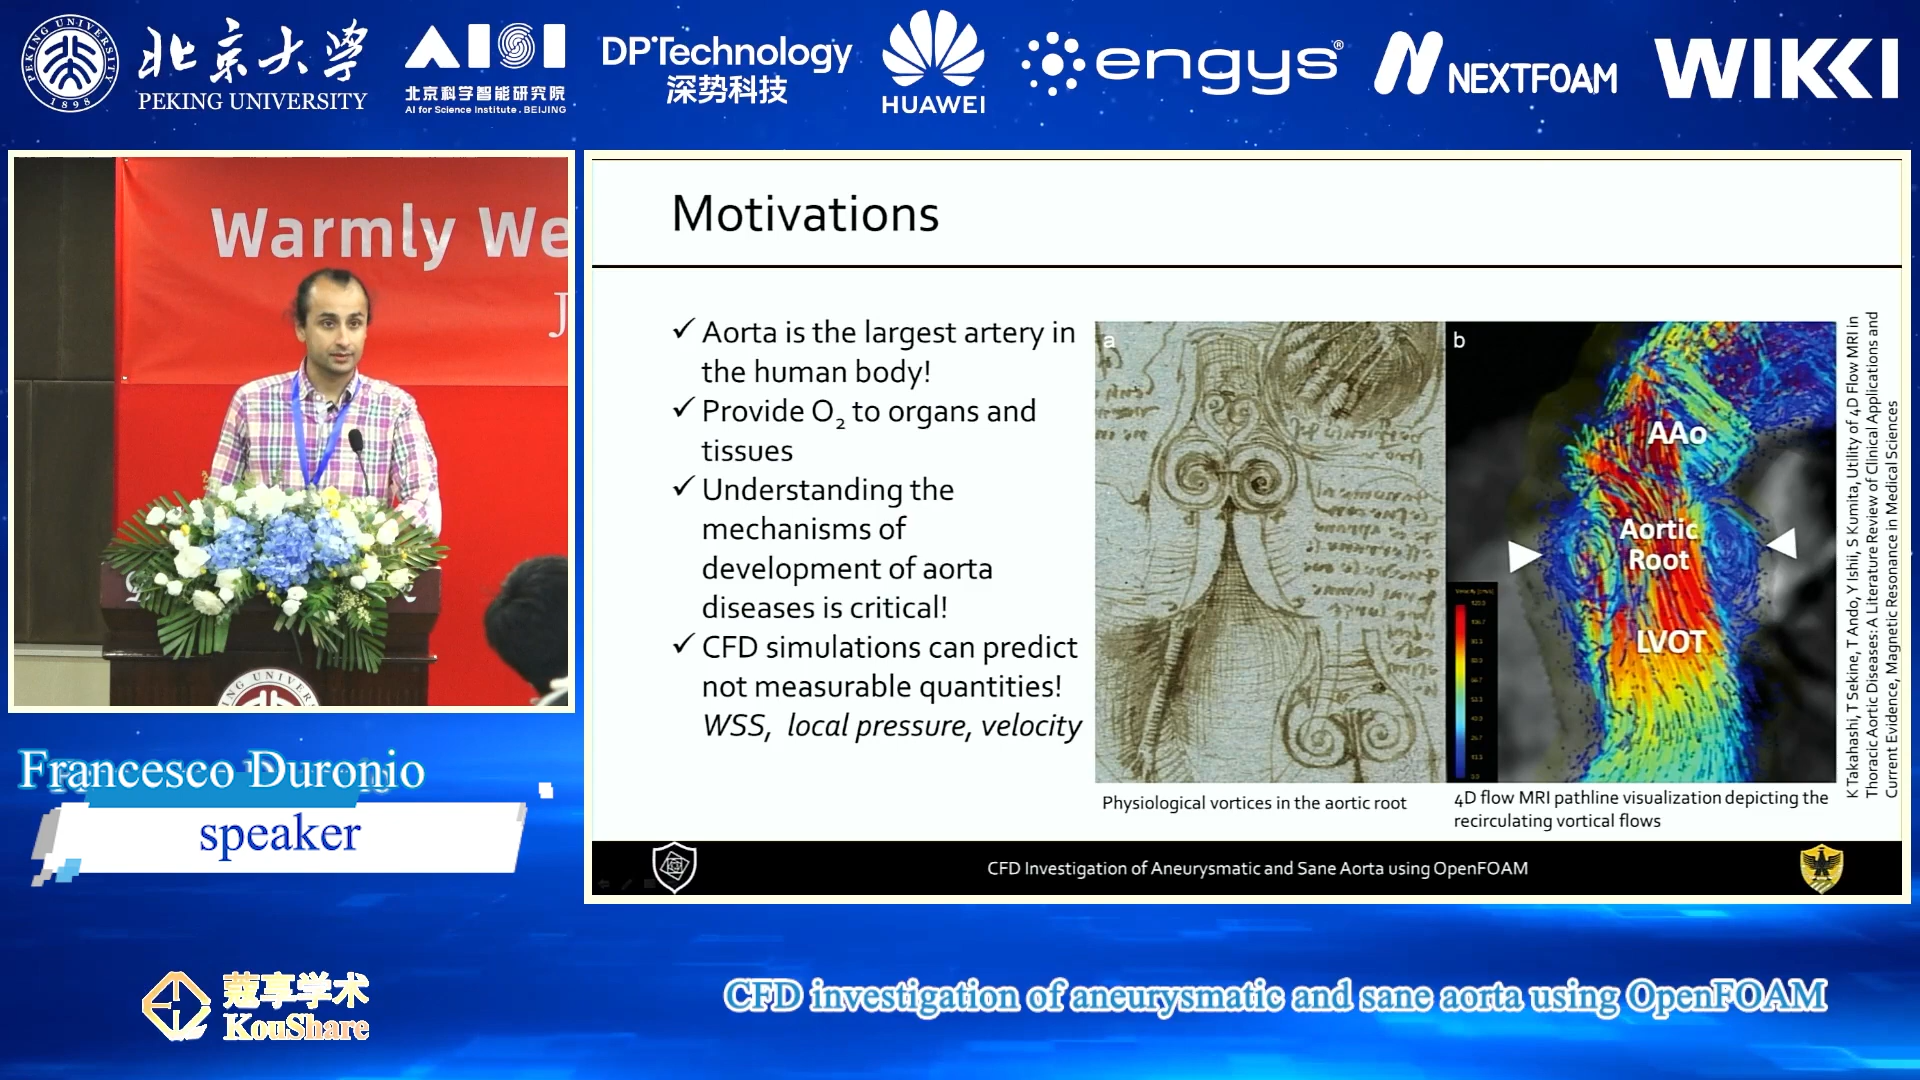 PEKING UNIVERSITY
1898
北京大学
PEKING UNIVERSITY
AISI
北京科学智能研究院
AI for Science Institute . BEIJING
DP Technology
深势科技
HUAWEI
engys®
NEXTFOAM
WIKKI
Warmly We
J
Motivations
✓ Aorta is the largest artery in
the human body!
✓ Provide O₂ to organs and
tissues
✓ Understanding the
mechanisms of
development of aorta
diseases is critical!
✓ CFD simulations can predict
not measurable quantities!
WSS, local pressure, velocity
a
b
AAo
Aortic
Root
LVOT
Physiological vortices in the aortic root
4D flow MRI pathline visualization depicting the
recirculating vortical flows
K Takahashi, T Sekine, T Ando, Y Ishii, S Kumita, Utility of 4D Flow MRI in
Thoracic Aortic Diseases: A Literature Review of Clinical Applications and
Current Evidence, Magnetic Resonance in Medical Sciences
CFD Investigation of Aneurysmatic and Sane Aorta using OpenFOAM
Francesco Duronio
speaker
蔻享学术
KouShare
CFD investigation of aneurysmatic and sane aorta using OpenFOAM